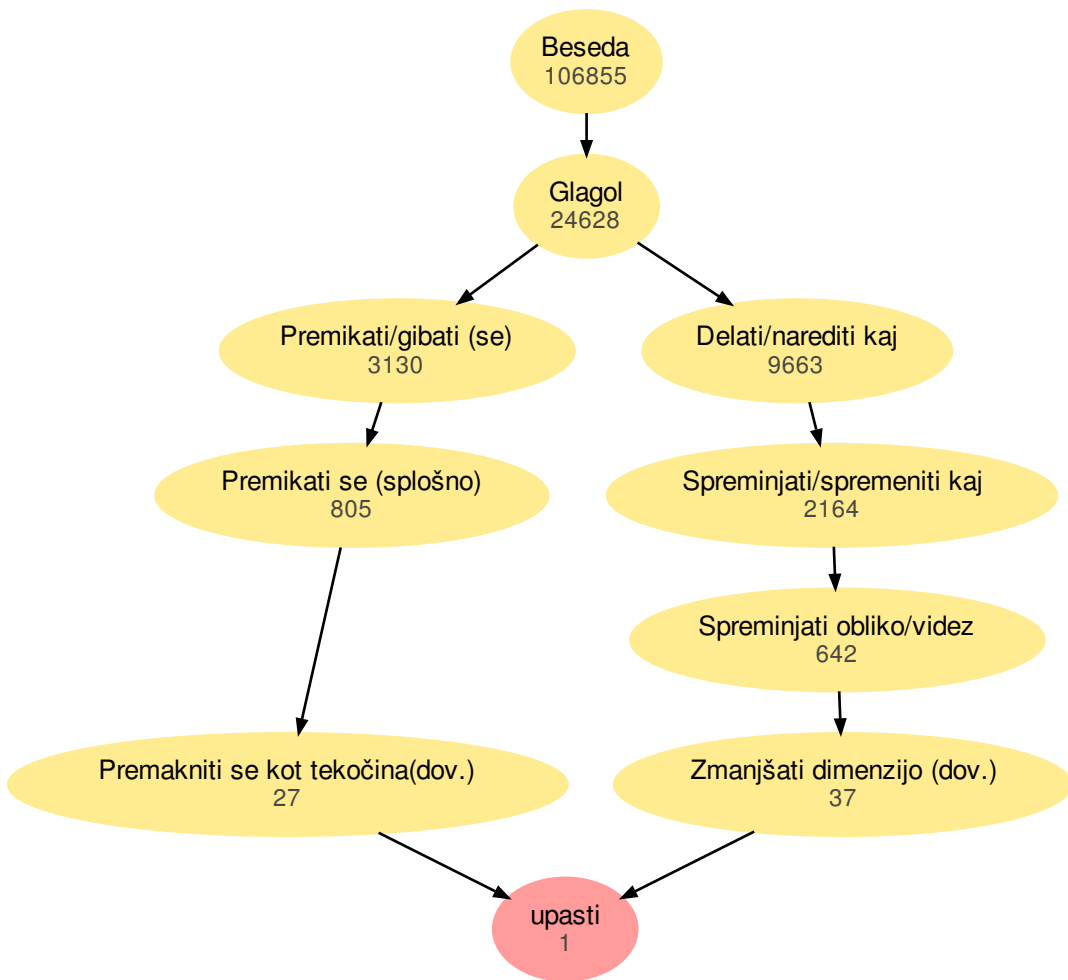 Beseda
106855
Glagol
24628
Premikati/gibati (se)
3130
Delati/narediti kaj
9663
Premikati se (splošno)
805
Spreminjati/spremeniti kaj
2164
Spreminjati obliko/videz
642
Premakniti se kot tekočina(dov.)
27
Zmanjšati dimenzijo (dov.)
37
upasti
1